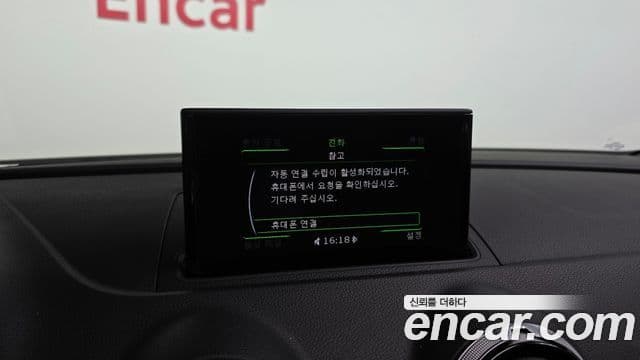 Encar
전화
참고
자동 연결 수립이 활성화되었습니다.
휴대폰에서 요청을 확인하십시오.
기다려 주십시오.
휴대폰 연결
16:18
설정
신뢰를 더하다
encar.com